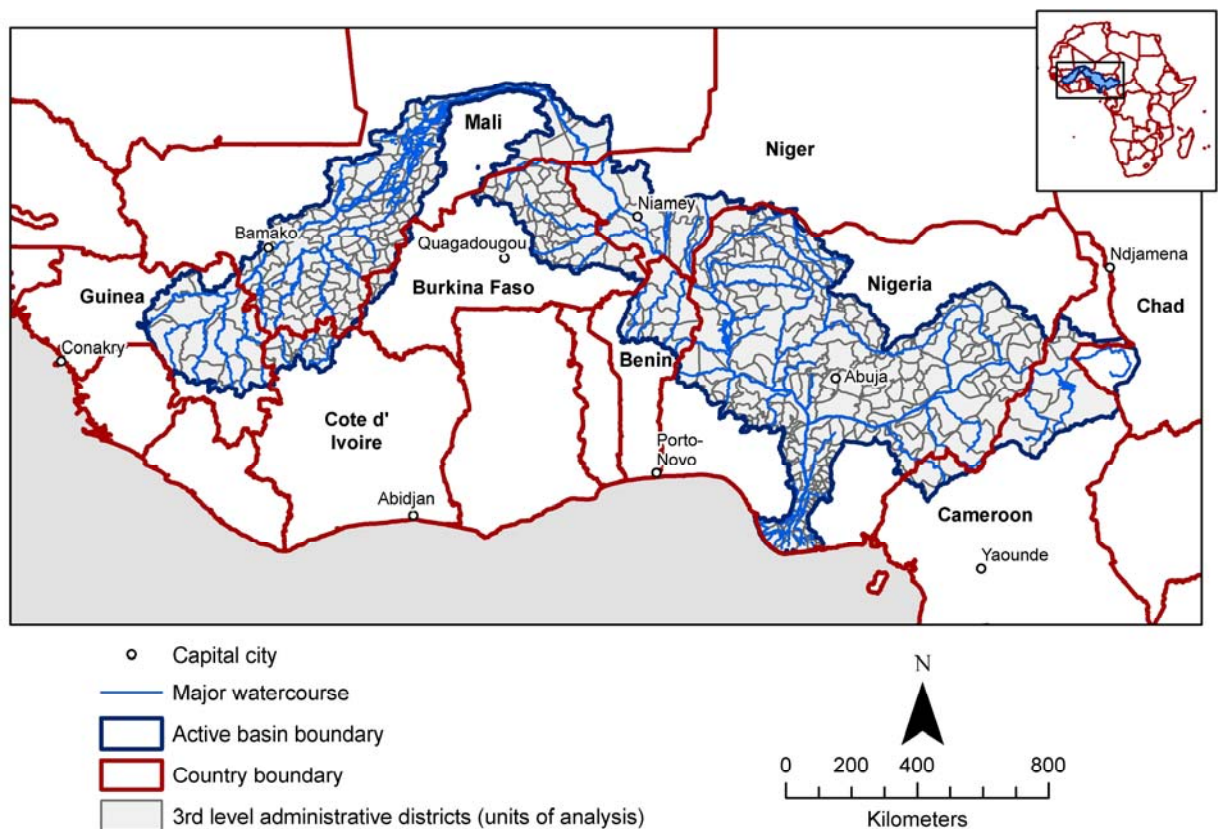 Mali
Niger
Niamey
Bamako
Quagadougou
Ndjamena
Guinea
Burkina Faso
Nigeria
Chad
Conakry
Benin
Abuja
Cote d'
Ivoire
Porto-
Novo
Abidjan
Cameroon
Yaounde
Capital city
Major watercourse
Active basin boundary
Country boundary
3rd level administrative districts (units of analysis)
N
0 200 400 800
Kilometers